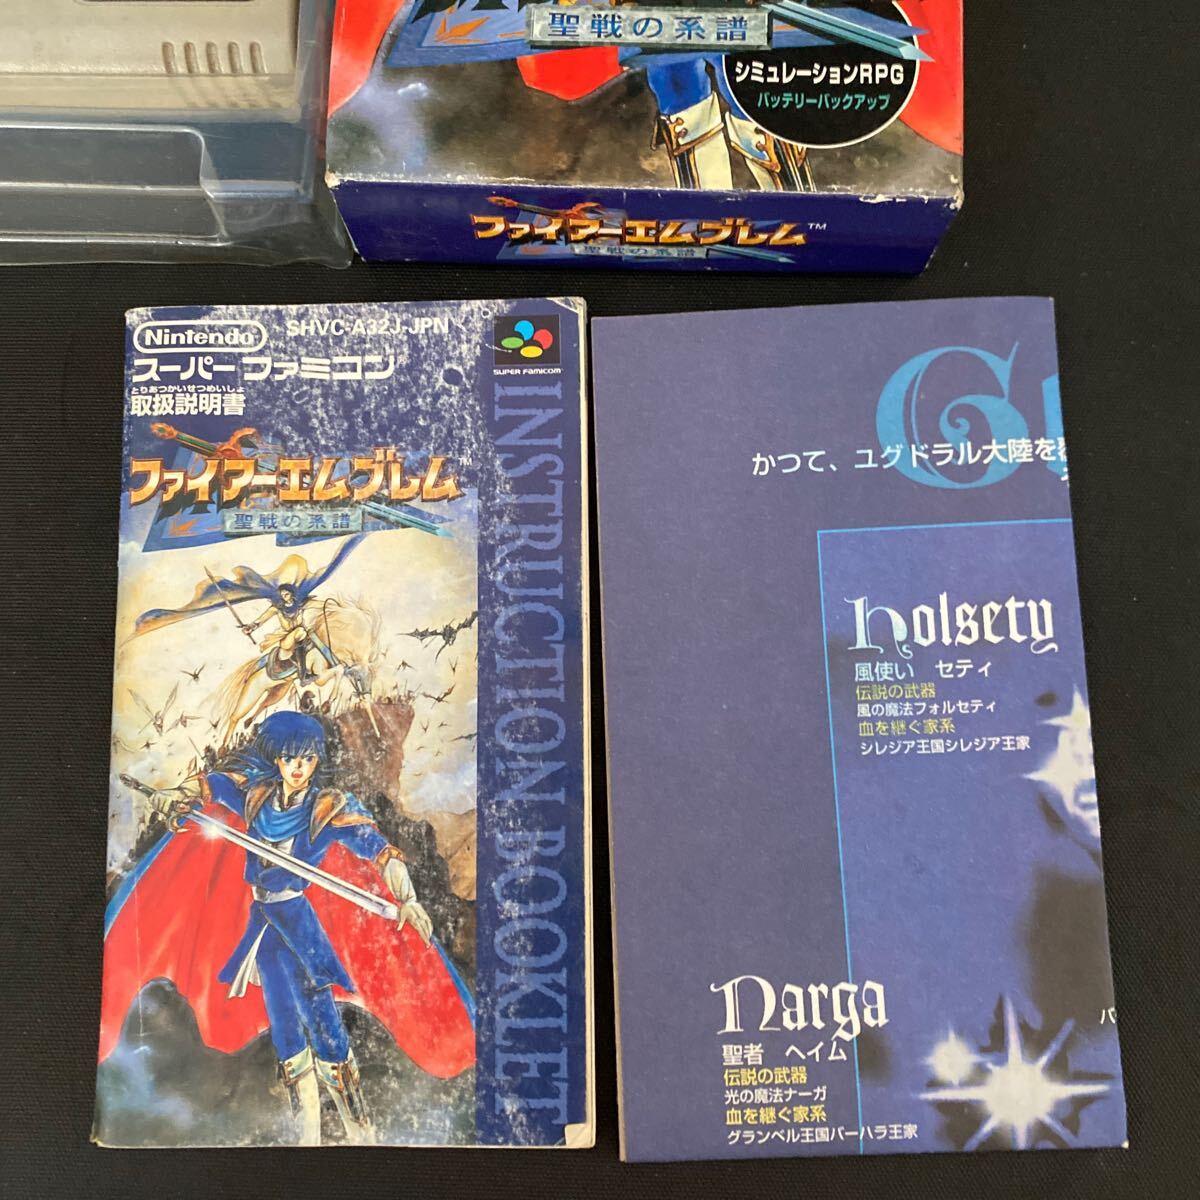 聖戦の系譜
シミュレーションRPG
バッテリーバックアップ
ファイアーエムブレム™
聖戦の系譜
Nintendo
SHVC-A32J-JPN
スーパーファミコン®
とりあつかいせつめいしょ
取扱説明書
SUPER FAMICOM
ファイアーエムブレム™
聖戦の系譜
INSTRUCTION BOOKLET
G
かつて、ユグドラル大陸を
Holsety
風使い セティ
伝説の武器
風の魔法フォルセティ
血を継ぐ家系
シレジア王国シレジア王家
Narga
聖者 ヘイム
伝説の武器
光の魔法ナーガ
血を継ぐ家系
グランベル王国バーハラ王家